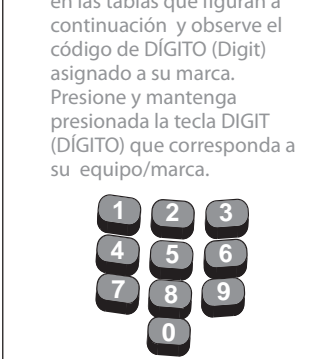 en las tablas que figuran a
continuación y observe el
código de DÍGITO (Digit)
asignado a su marca.
Presione y mantenga
presionada la tecla DIGIT
(DÍGITO) que corresponda a
su equipo/marca.
1 2 3
4 5 6
7 8 9
0